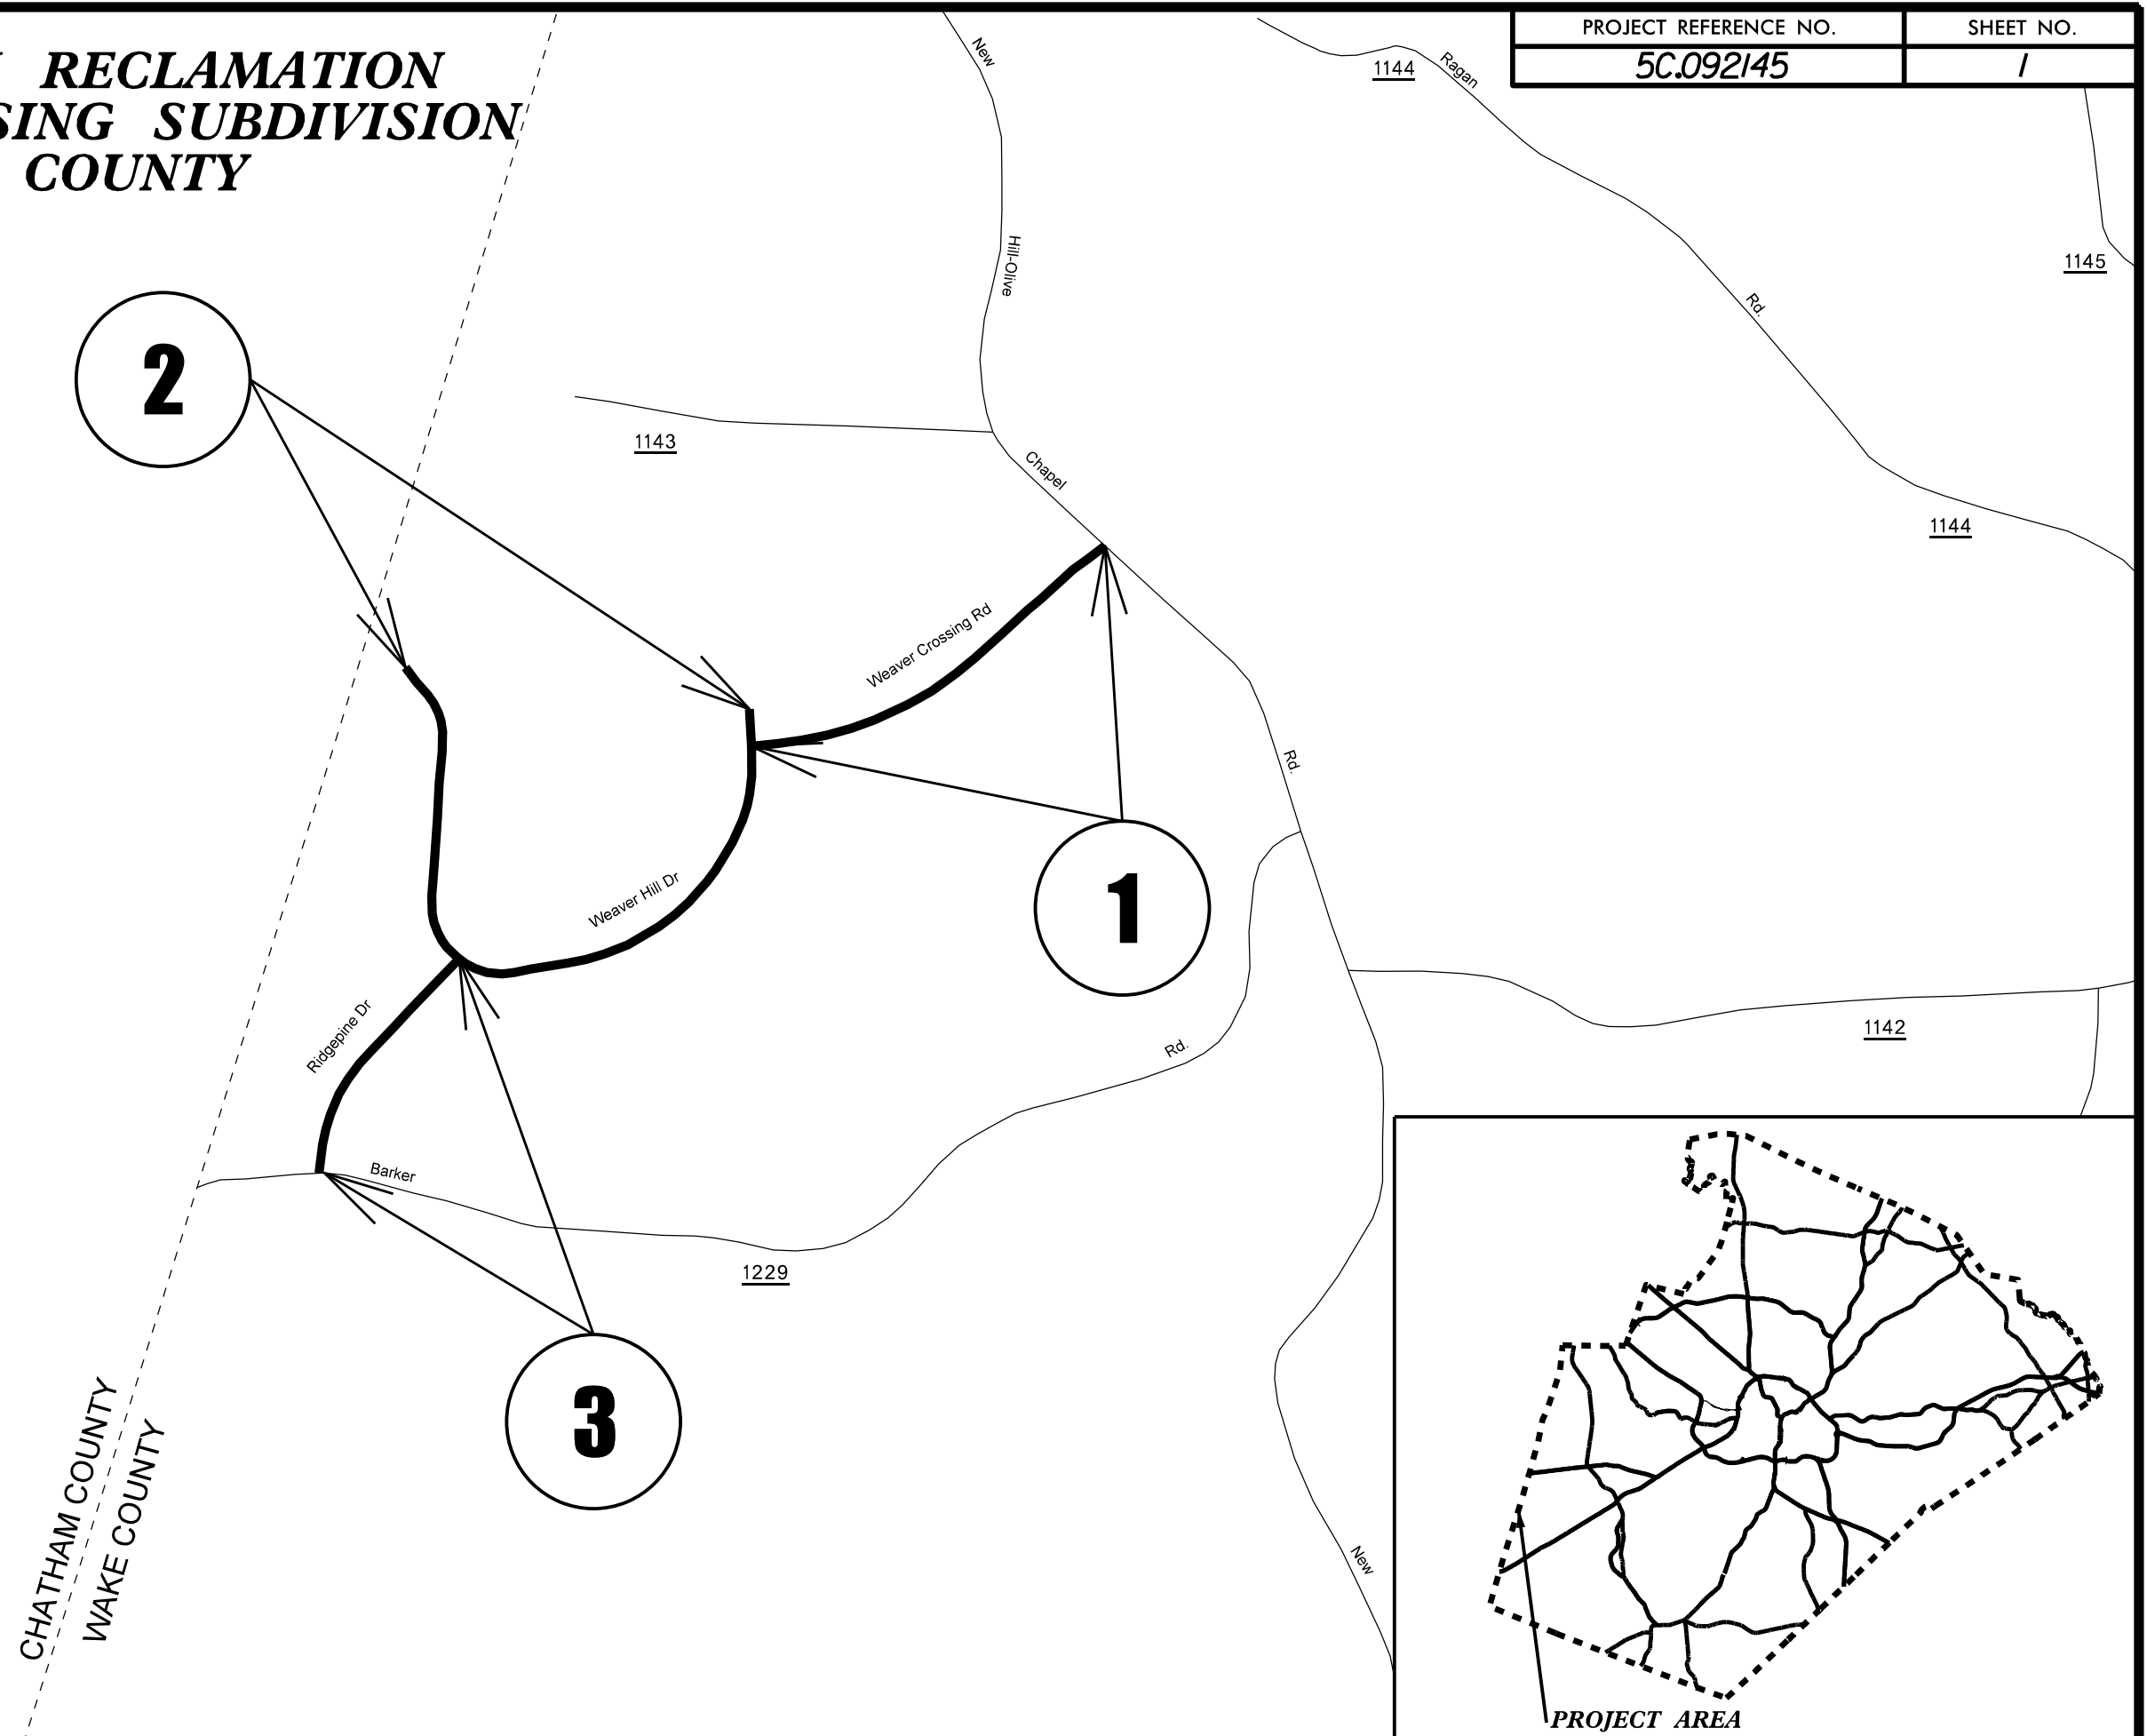 RECLAMATION
SING SUBDIVISION
COUNTY
PROJECT REFERENCE NO.
SHEET NO.
5C.092145
1
New
1144
Ragan
Hill-Olive
1145
Rd.
2
1143
Chapel
1144
Weaver Crossing Rd
Rd.
Weaver Hill Dr
1
Ridgepine Dr
Rd.
1142
Barker
1229
3
CHATHAM COUNTY
WAKE COUNTY
New
PROJECT AREA